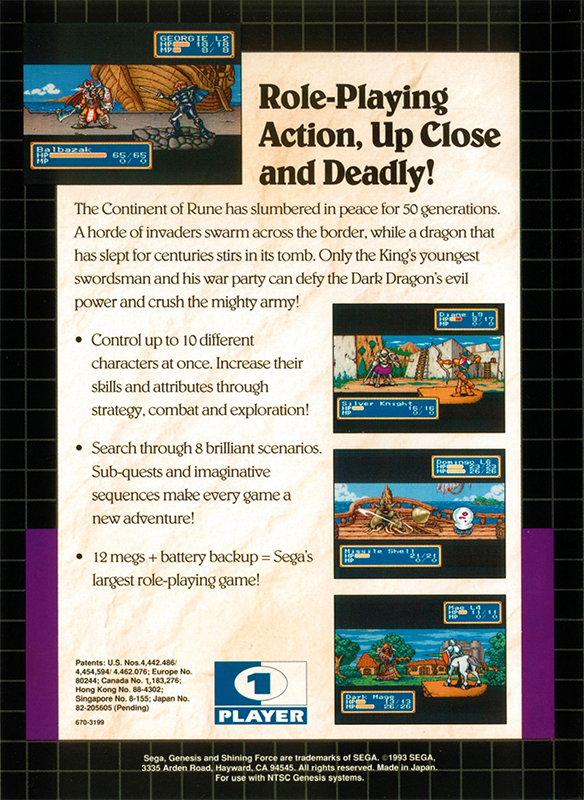 GEORGIE L2
HP 18/18
MP 8/ 8
Balbazak
HP 65/65
MP 0/ 0
Role-Playing
Action, Up Close
and Deadly!
The Continent of Rune has slumbered in peace for 50 generations.
A horde of invaders swarm across the border, while a dragon that
has slept for centuries stirs in its tomb. Only the King's youngest
swordsman and his war party can defy the Dark Dragon's evil
power and crush the mighty army!
• Control up to 10 different
characters at once. Increase their
skills and attributes through
strategy, combat and exploration!
• Search through 8 brilliant scenarios.
Sub-quests and imaginative
sequences make every game a
new adventure!
• 12 megs + battery backup = Sega's
largest role-playing game!
Diane L9
HP 9/17
MP 0/ 0
Silver Knight
HP 16/16
MP 0/ 0
Domingo L6
HP 23/23
MP 26/26
Missile Shell
HP 21/21
MP 0/ 0
Mae L4
HP 11/11
MP 0/ 0
Dark Mage
HP 13/13
MP 20/20
Patents: U.S. Nos.4,442.486/
4,454,594/ 4.462.076; Europe No.
80244; Canada No. 1,183,276;
Hong Kong No. 88-4302;
Singapore No. 8-155; Japan No.
82-205605 (Pending)
670-3199
1
PLAYER
Sega, Genesis and Shining Force are trademarks of SEGA. ©1993 SEGA,
3335 Arden Road, Hayward, CA 94545. All rights reserved. Made in Japan.
For use with NTSC Genesis systems.